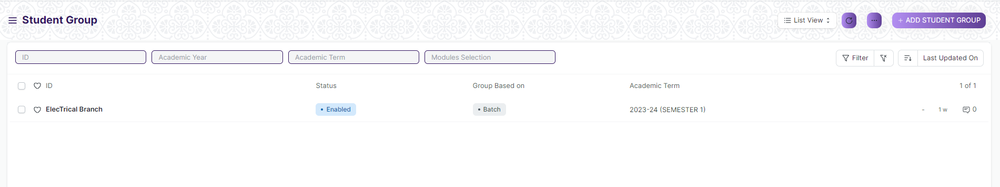 Student Group
List View
...
+ ADD STUDENT GROUP
ID
Academic Year
Academic Term
Modules Selection
Filter
Last Updated On
ID
Status
Group Based on
Academic Term
1 of 1
ElecTrical Branch
Enabled
Batch
2023-24 (SEMESTER 1)
-
1 w
0